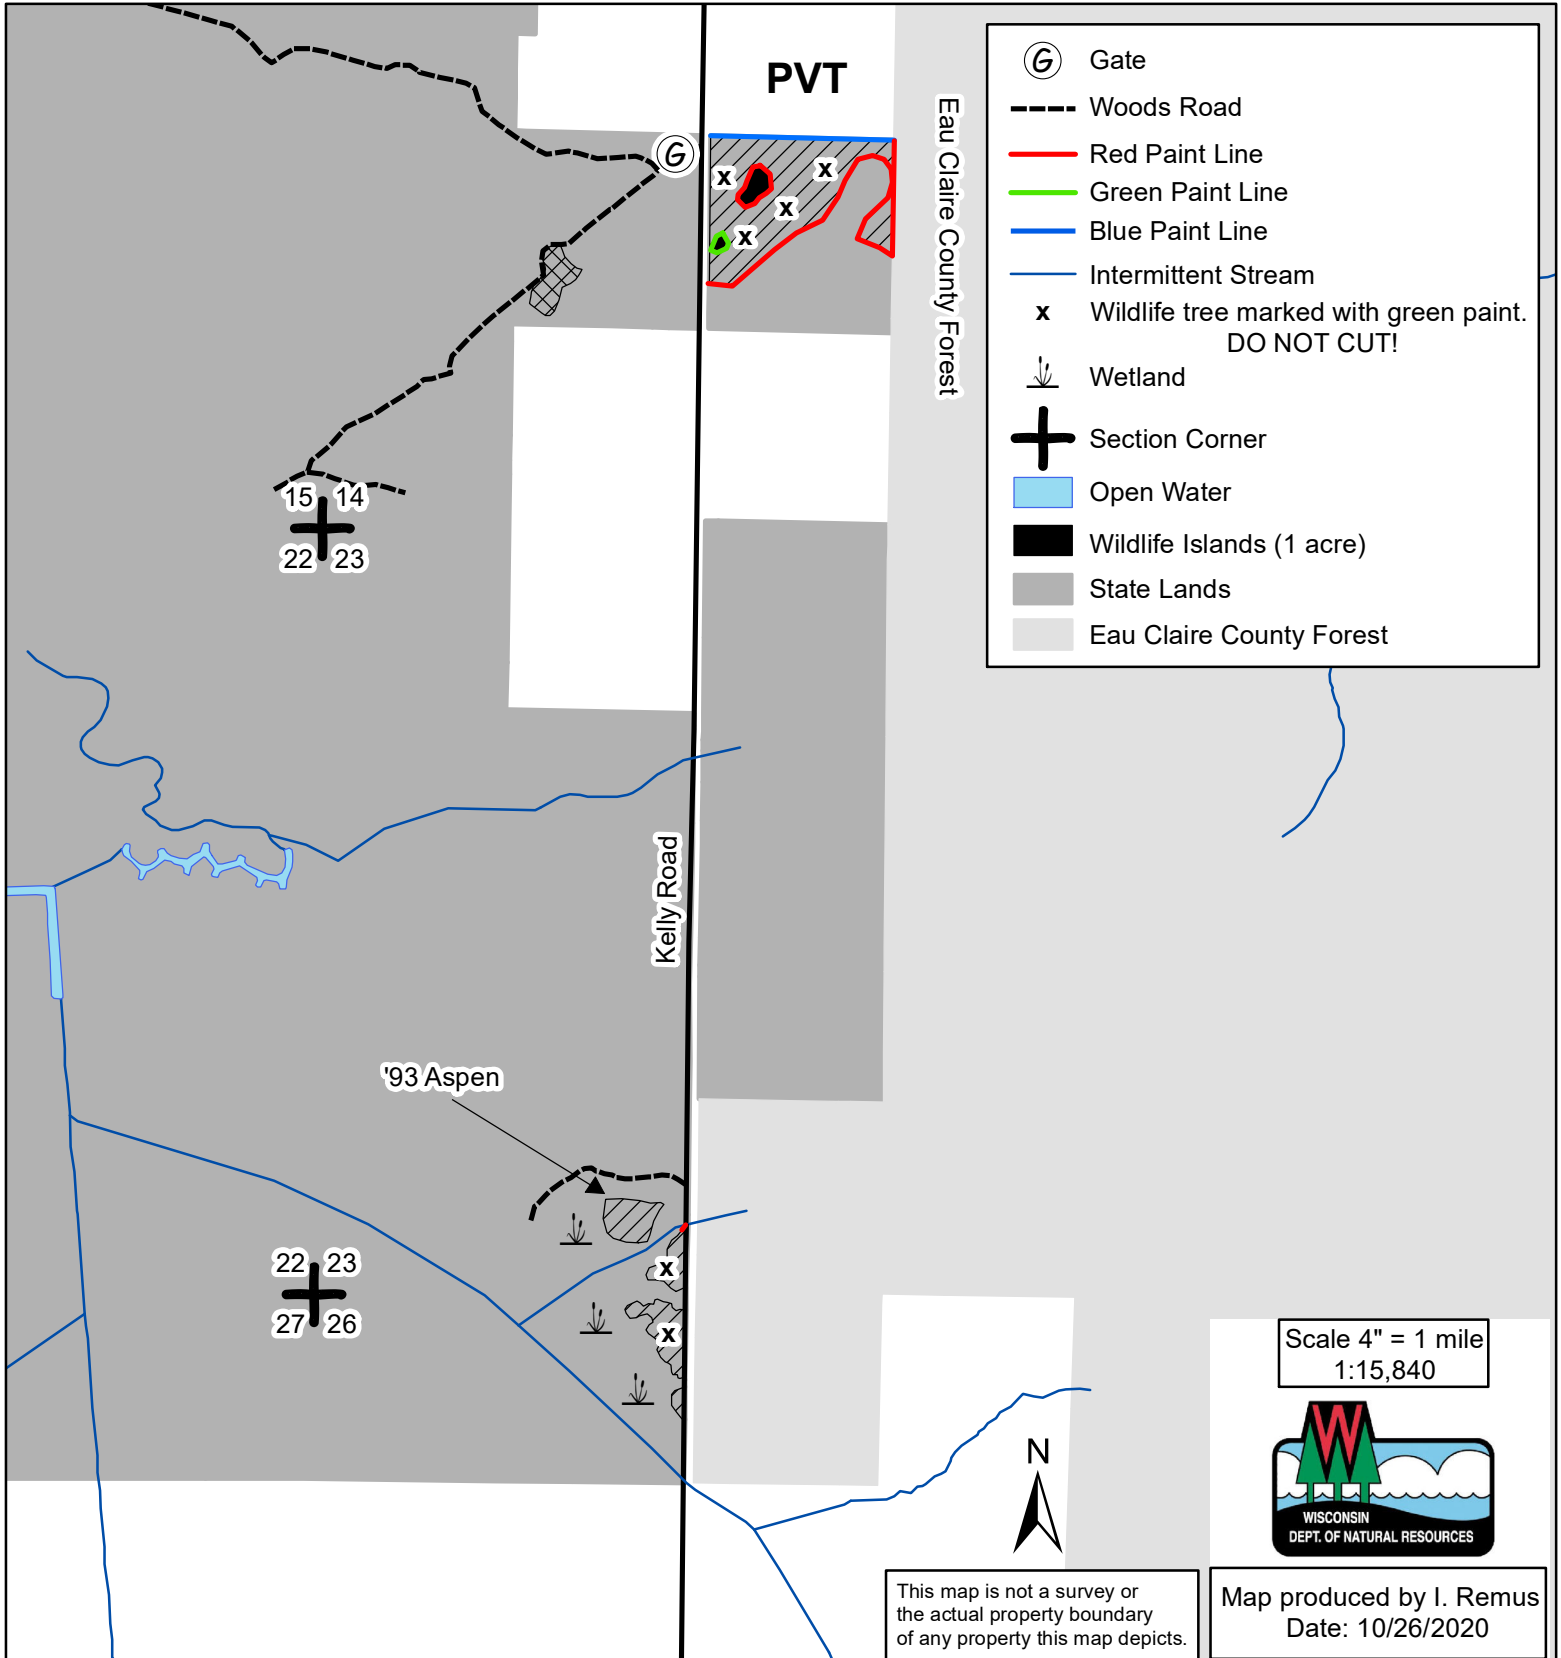 PVT
G
Eau Claire County Forest
G Gate
Woods Road
Red Paint Line
Green Paint Line
Blue Paint Line
Intermittent Stream
x Wildlife tree marked with green paint.
DO NOT CUT!
Wetland
Section Corner
Open Water
Wildlife Islands (1 acre)
State Lands
Eau Claire County Forest
x
x
x
x
15 14
22 23
Kelly Road
'93 Aspen
22 23
27 26
x
x
N
Scale 4" = 1 mile
1:15,840
W
WISCONSIN
DEPT. OF NATURAL RESOURCES
This map is not a survey or
the actual property boundary
of any property this map depicts.
Map produced by I. Remus
Date: 10/26/2020